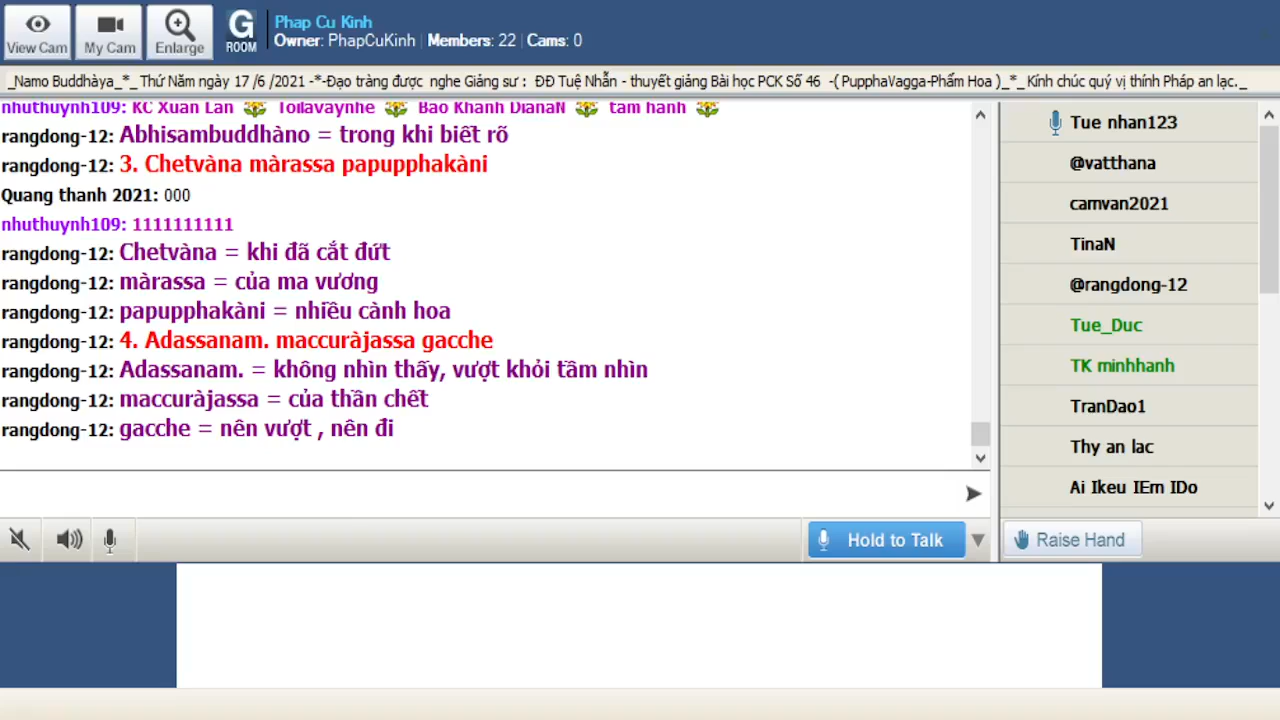 View Cam
My Cam
Enlarge
G
ROOM
Phap Cu Kinh
Owner: PhapCuKinh | Members: 22 | Cams: 0
_Namo Buddhàya_*_ Thứ Năm ngày 17 /6 /2021 -*-Đạo tràng được nghe Giảng sư : ĐĐ Tuệ Nhẫn - thuyết giảng Bài học PCK Số 46 -( PupphaVagga-Phẩm Hoa )_*_ Kính chúc quý vị thính Pháp an lạc._
nhuthuynh109: KC Xuan Lan Toilavaynhe Bao Khanh DianaN tam hanh
rangdong-12: Abhisambuddhàno = trong khi biết rõ
rangdong-12: 3. Chetvàna màrassa papupphakàni
Quang thanh 2021: 000
nhuthuynh109: 1111111111
rangdong-12: Chetvàna = khi đã cắt đứt
rangdong-12: màrassa = của ma vương
rangdong-12: papupphakàni = nhiều cành hoa
rangdong-12: 4. Adassanam. maccuràjassa gacche
rangdong-12: Adassanam. = không nhìn thấy, vượt khỏi tầm nhìn
rangdong-12: maccuràjassa = của thần chết
rangdong-12: gacche = nên vượt , nên đi
Tue nhan123
@vatthana
camvan2021
TinaN
@rangdong-12
Tue_Duc
TK minhhanh
TranDao1
Thy an lac
Ai Ikeu IEm IDo
Hold to Talk
Raise Hand